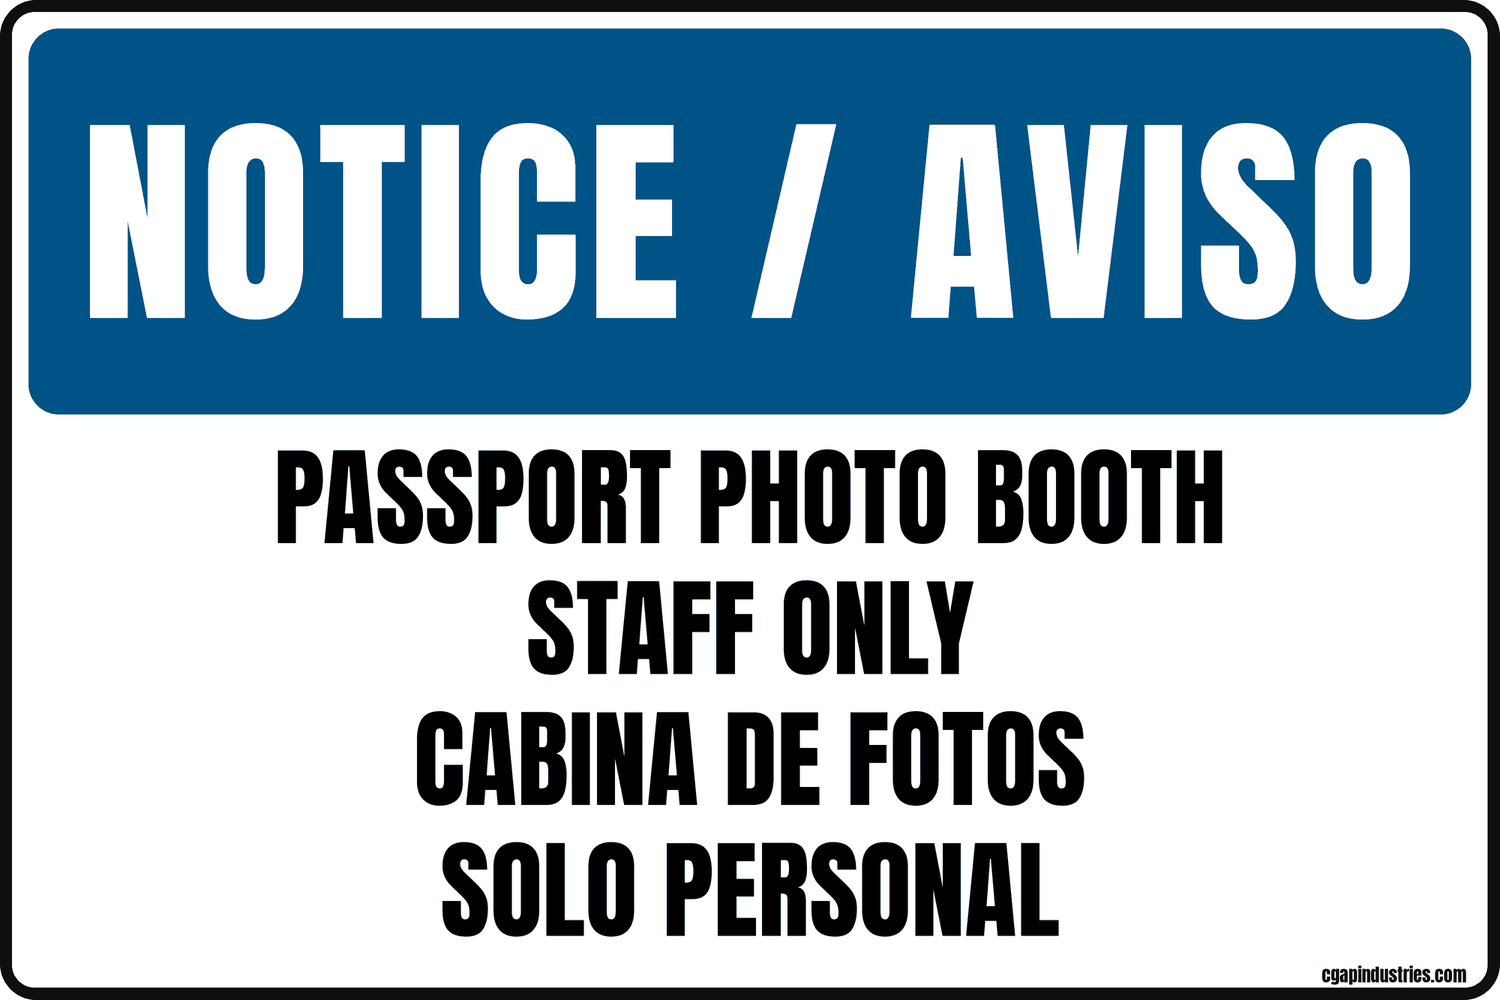 NOTICE / AVISO
PASSPORT PHOTO BOOTH
STAFF ONLY
CABINA DE FOTOS
SOLO PERSONAL
cgapindustries.com